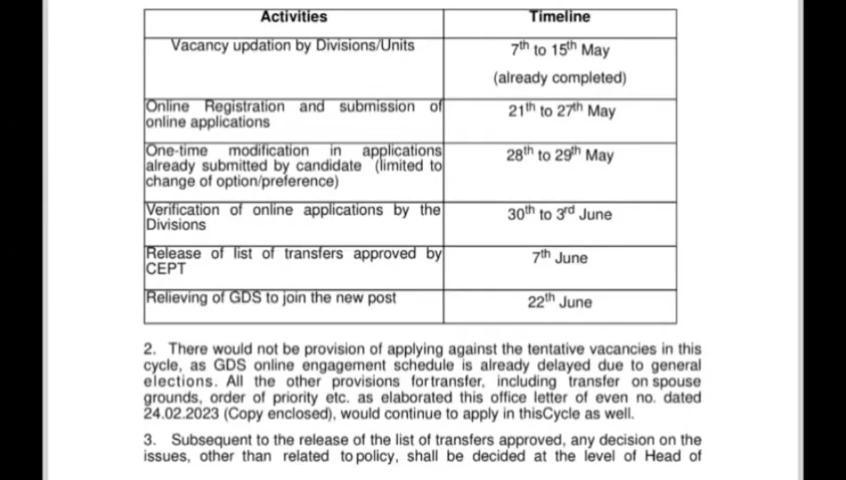 Activities Timeline
Vacancy updation by Divisions/Units 7th to 15th May
(already completed)
Online Registration and submission of 21th to 27th May
online applications
One-time modification in applications 28th to 29th May
already submitted by candidate (limited to
change of option/preference)
Verification of online applications by the 30th to 3rd June
Divisions
Release of list of transfers approved by 7th June
CEPT
Relieving of GDS to join the new post 22th June
2. There would not be provision of applying against the tentative vacancies in this
cycle, as GDS online engagement schedule is already delayed due to general
elections. All the other provisions fortransfer, including transfer on spouse
grounds, order of priority etc. as elaborated this office letter of even no. dated
24.02.2023 (Copy enclosed), would continue to apply in thisCycle as well.
3. Subsequent to the release of the list of transfers approved, any decision on the
issues, other than related to policy, shall be decided at the level of Head of